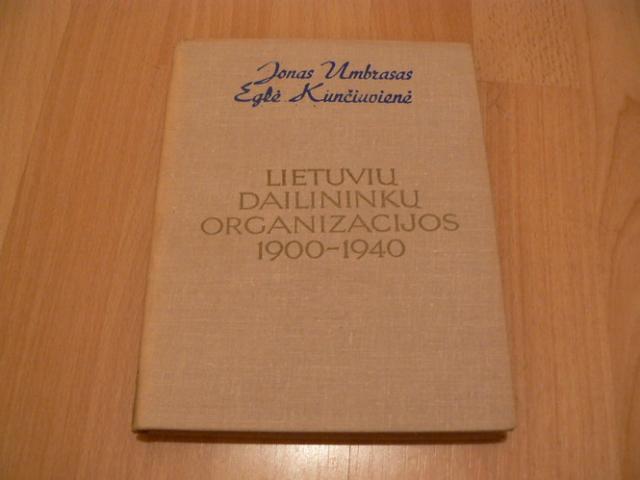 Jonas Umbrasas
Eglė Kunčiuvienė
LIETUVIŲ
DAILININKŲ
ORGANIZACIJOS
1900-1940